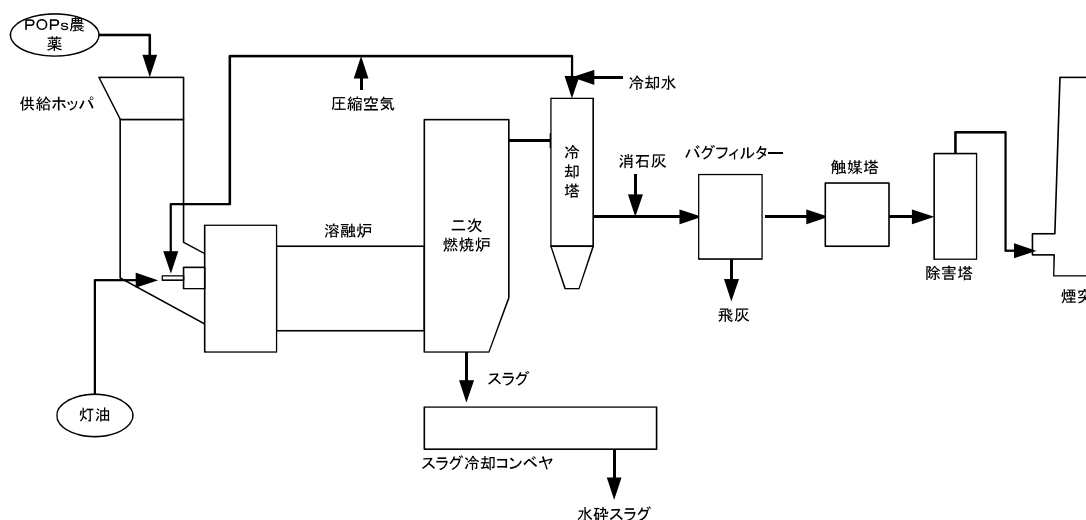 POPs農
薬
供給ホッパ
圧縮空気
冷却水
冷
却
塔
消石灰
バグフィルター
触媒塔
溶融炉
二次
燃焼炉
除害塔
煙突
飛灰
スラグ
灯油
スラグ冷却コンベヤ
水砕スラグ